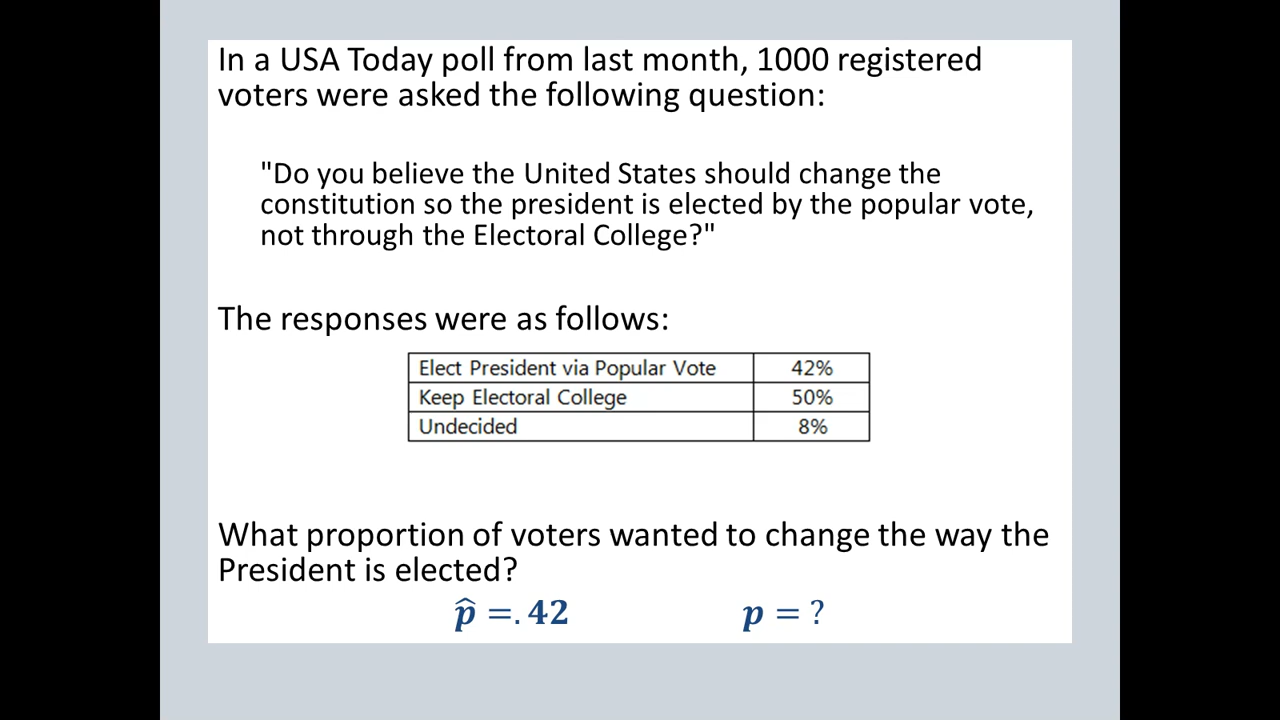 In a USA Today poll from last month, 1000 registered
voters were asked the following question:
"Do you believe the United States should change the
constitution so the president is elected by the popular vote,
not through the Electoral College?"
The responses were as follows:
Elect President via Popular Vote 42%
Keep Electoral College 50%
Undecided 8%
What proportion of voters wanted to change the way the
President is elected?
p̂ =. 42 p = ?